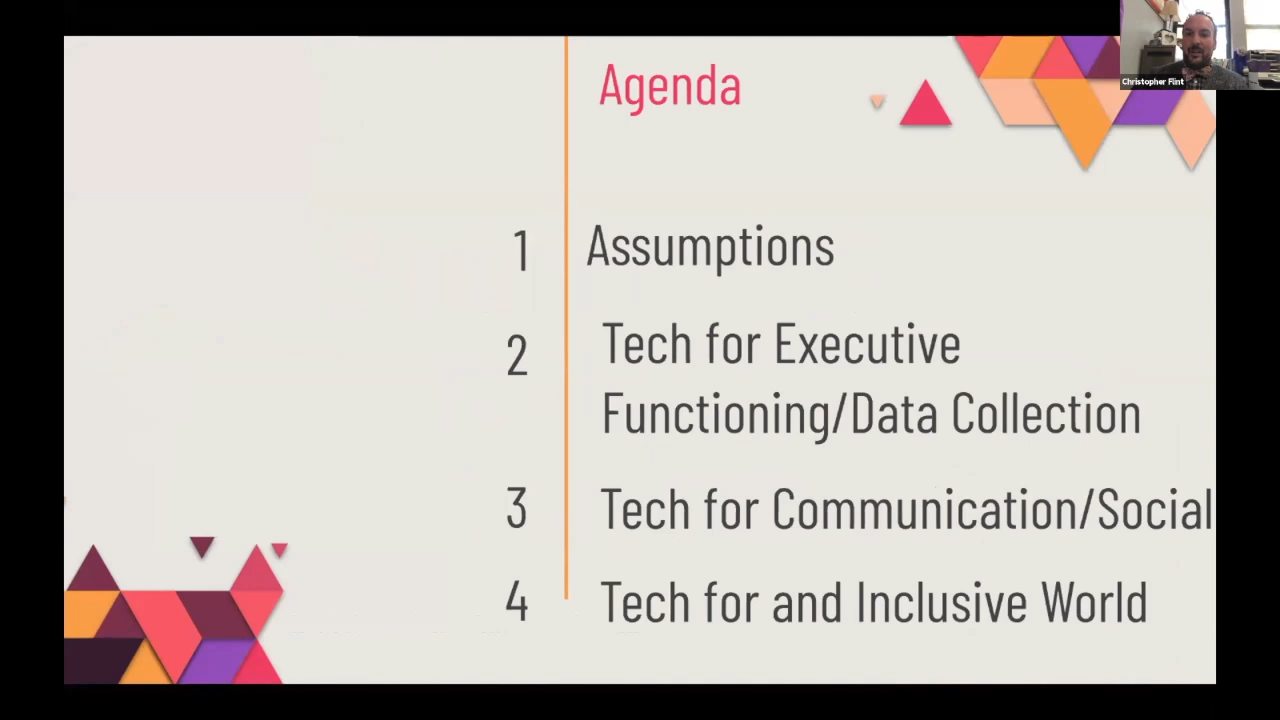 Christopher Flint
Agenda
1 Assumptions
2 Tech for Executive
Functioning/Data Collection
3 Tech for Communication/Social
4 Tech for and Inclusive World